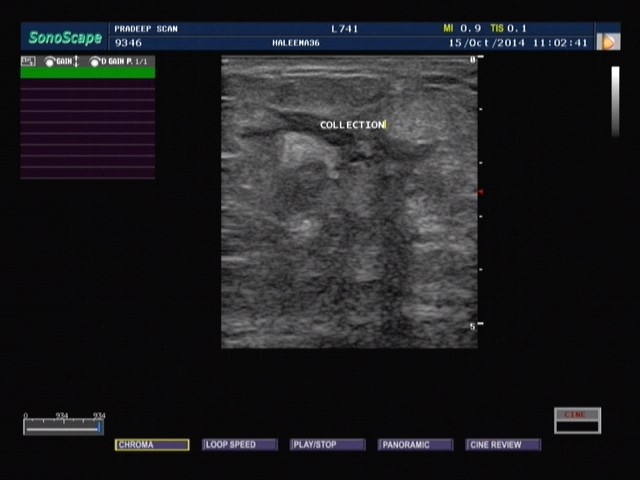 SonoScape
PRADEEP SCAN
L741
MI 0.9 TIS 0.1
9346
HALEEMA36
15/Oct/2014 11:02:41
GAIN
D GAIN P. 1/1
0
COLLECTION
5
0 934 934
CINE
CHROMA
LOOP SPEED
PLAY/STOP
PANORAMIC
CINE REVIEW